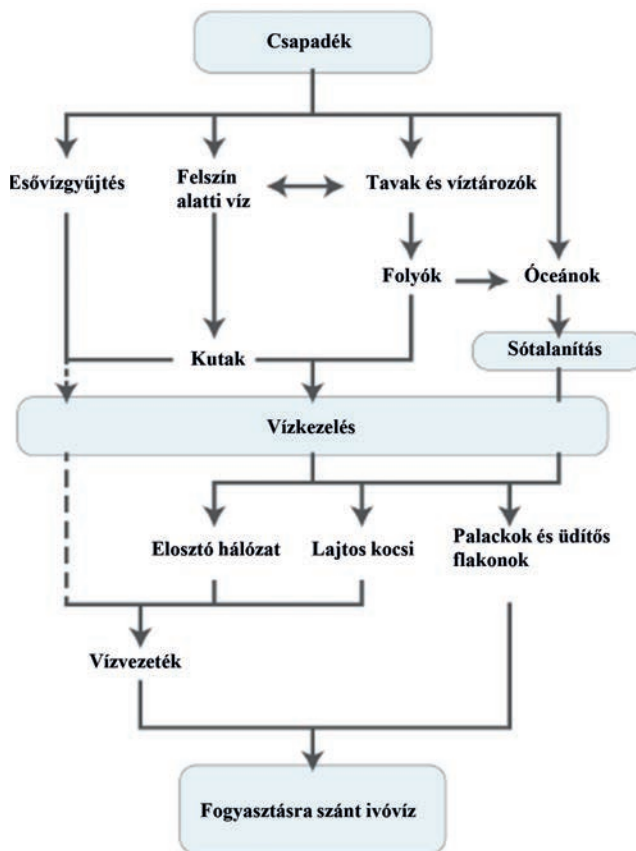 Csapadék
Esővízgyűjtés
Felszín
alatti víz
Tavak és víztározók
Folyók
Óceánok
Kutak
Sótalanítás
Vízkezelés
Elosztó hálózat
Lajtos kocsi
Palackok és üdítős
flakonok
Vízvezeték
Fogyasztásra szánt ivóvíz